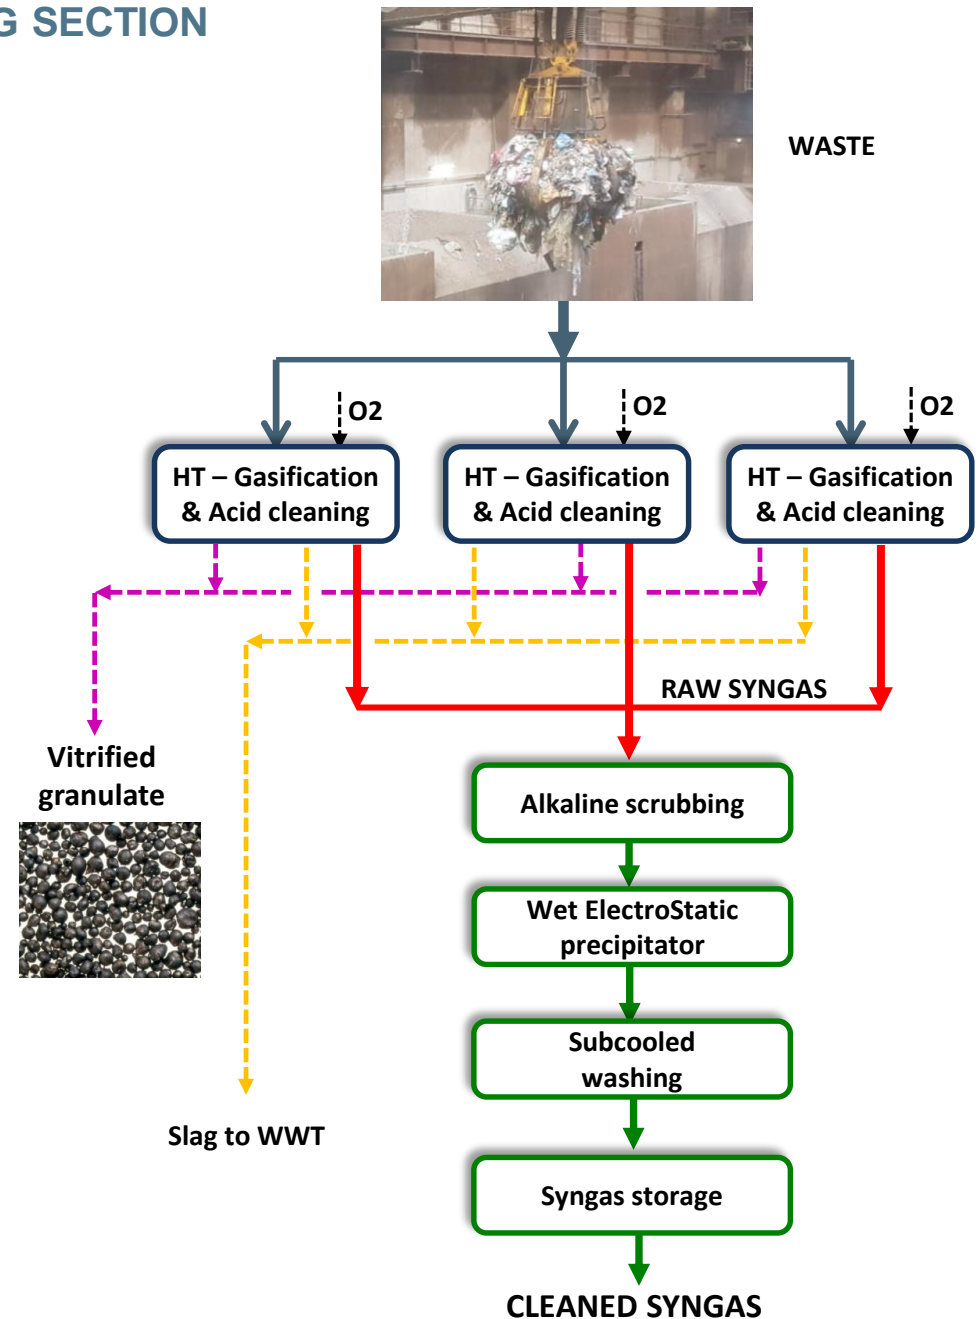 G SECTION
WASTE
O2
O2
O2
HT – Gasification
& Acid cleaning
HT – Gasification
& Acid cleaning
HT – Gasification
& Acid cleaning
RAW SYNGAS
Vitrified
granulate
Alkaline scrubbing
Wet ElectroStatic
precipitator
Subcooled
washing
Slag to WWT
Syngas storage
CLEANED SYNGAS